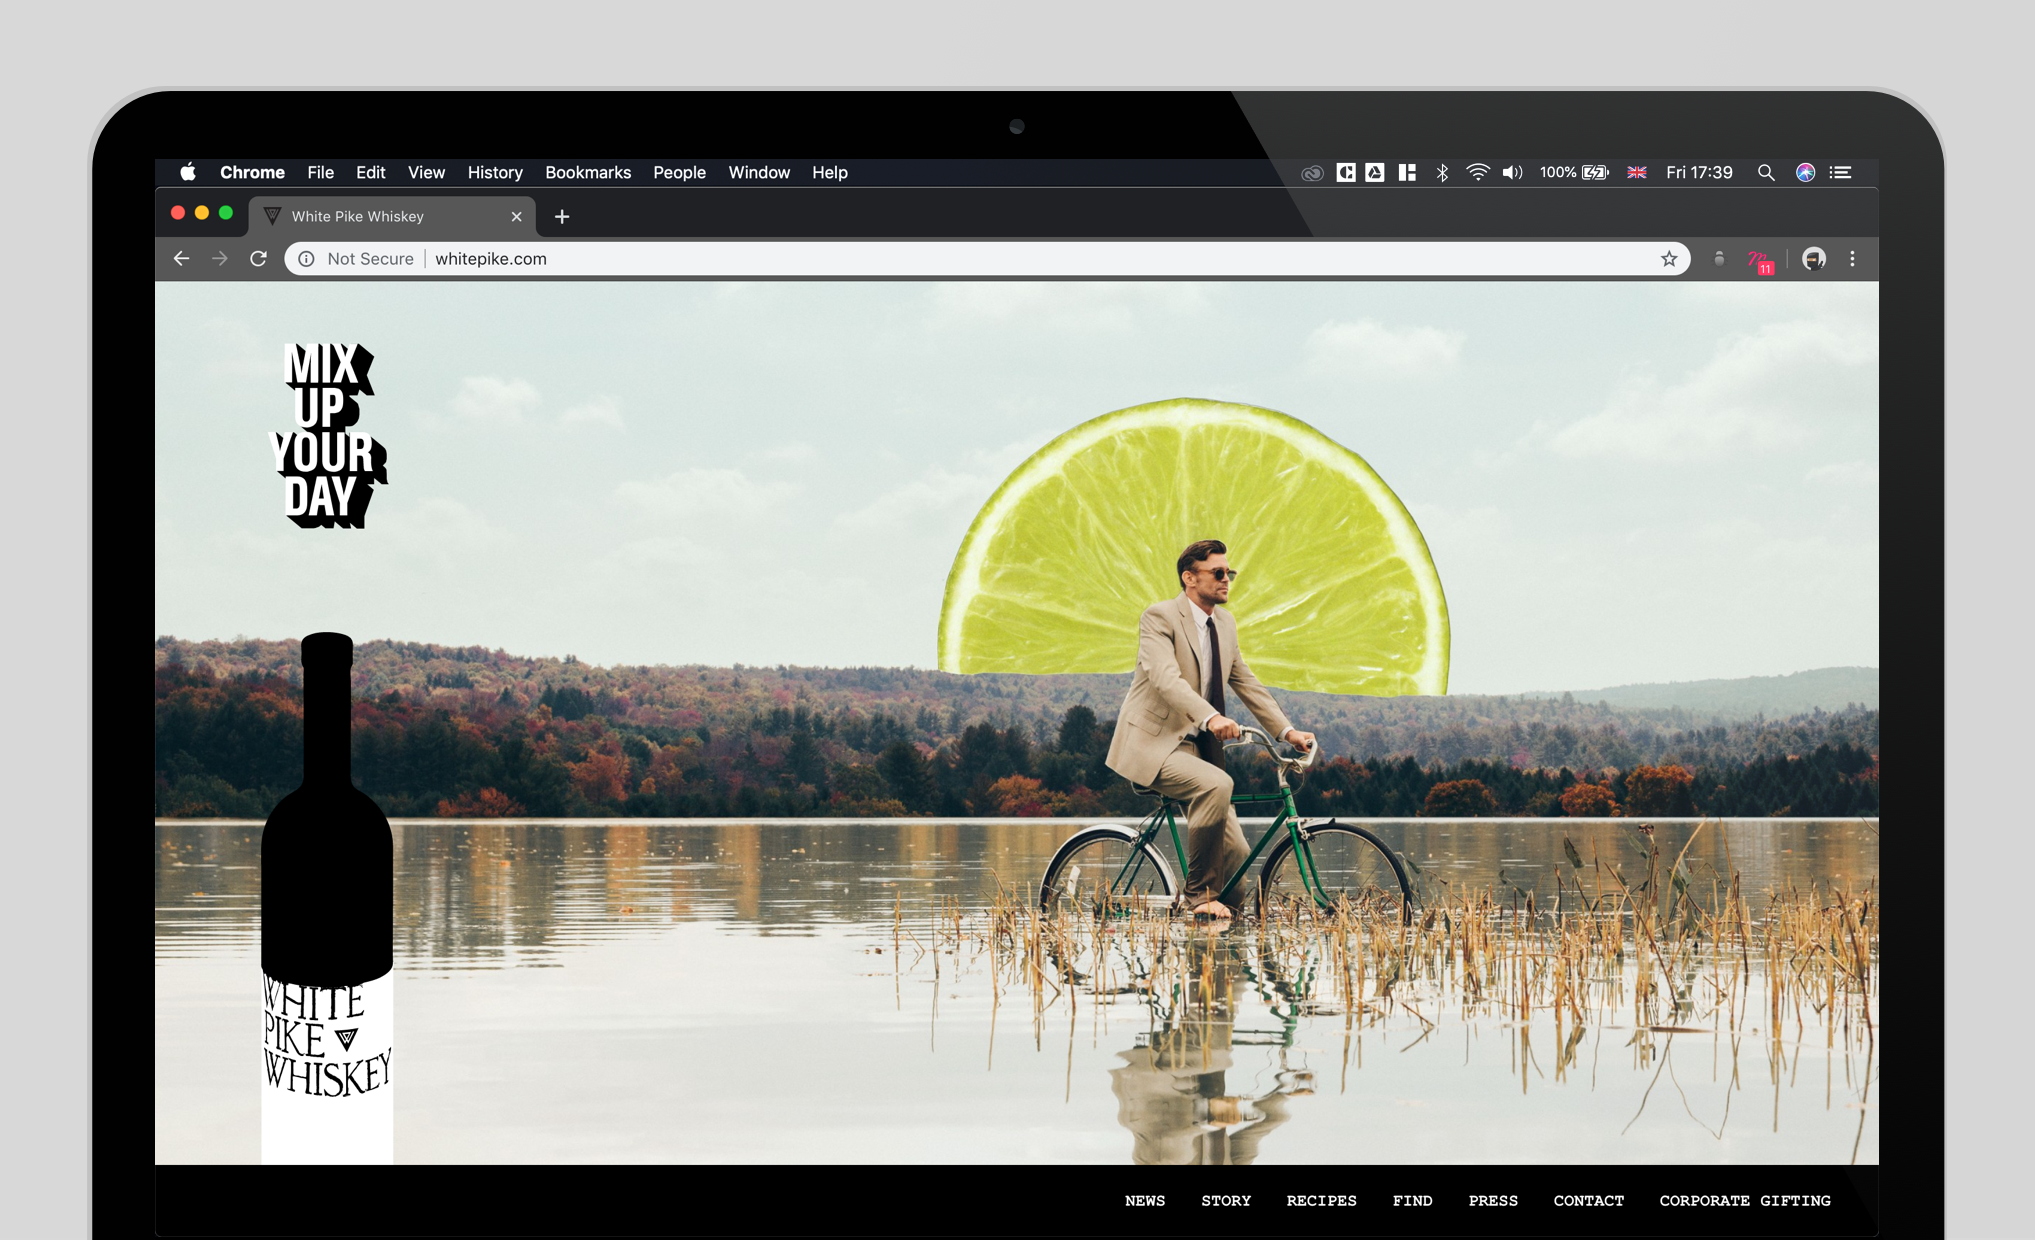 Chrome File Edit View History Bookmarks People Window Help 100% Fri 17:39
White Pike Whiskey
Not Secure whitepike.com 11
MIX
UP
YOUR
DAY
WHITE
PIKE
WHISKEY
NEWS STORY RECIPES FIND PRESS CONTACT CORPORATE GIFTING